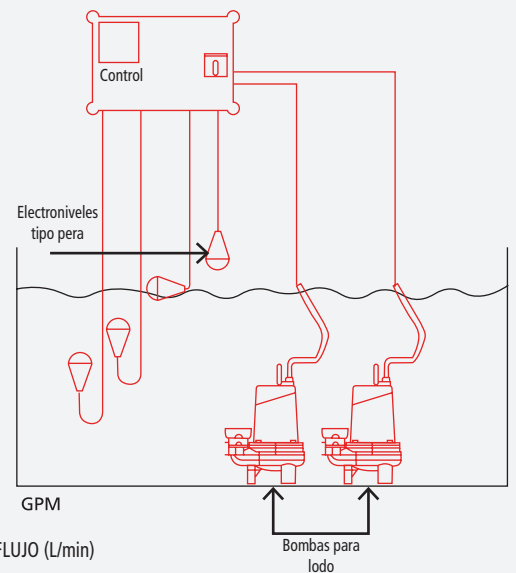 Control
Electroniveles
tipo pera
GPM
FLUJO (L/min)
Bombas para
lodo